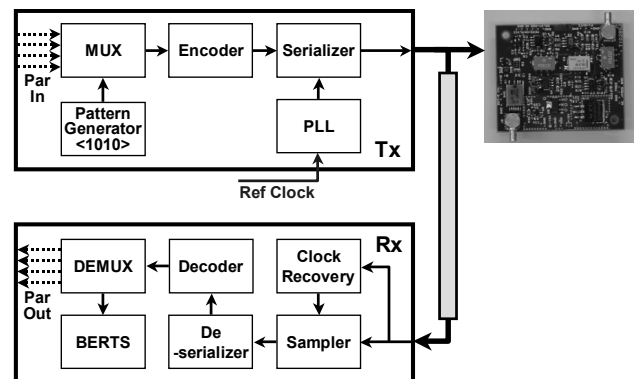 MUX
Encoder
Serializer
Par
In
Pattern
Generator
<1010>
PLL
Tx
Ref Clock
Rx
DEMUX
Decoder
Clock
Recovery
Par
Out
BERTS
De
-serializer
Sampler